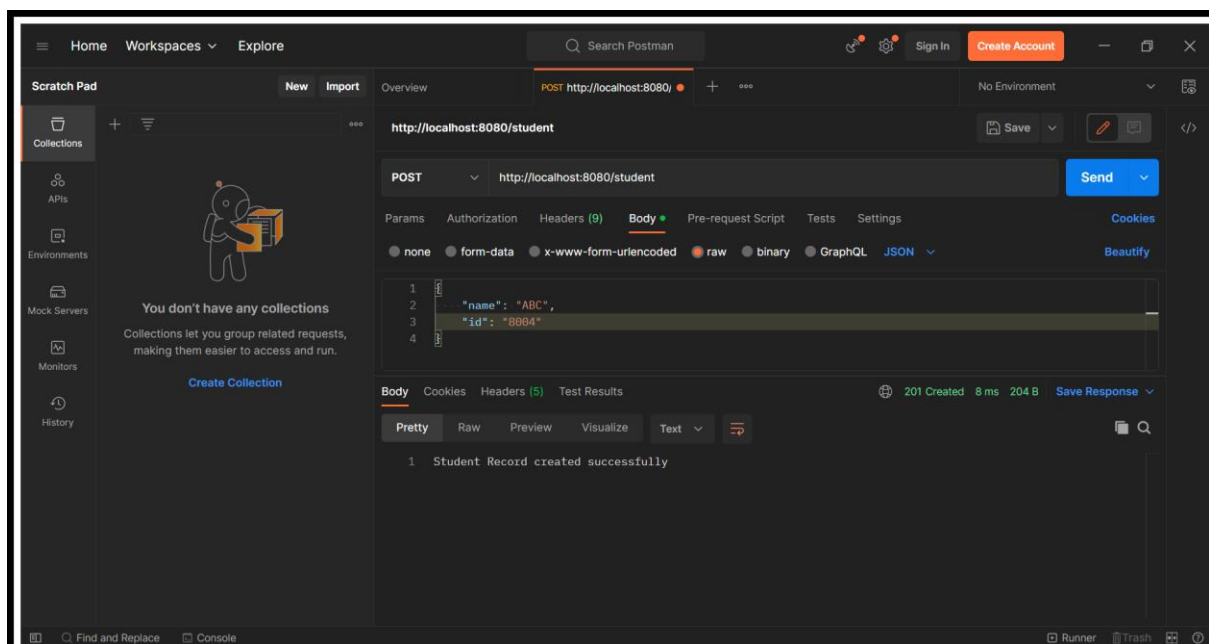 Home Workspaces Explore Search Postman Sign In Create Account
Scratch Pad New Import Overview POST http://localhost:8080/ No Environment
http://localhost:8080/student Save
Collections
POST http://localhost:8080/student Send
APIs
Params Authorization Headers (9) Body Pre-request Script Tests Settings Cookies
Environments
none form-data x-www-form-urlencoded raw binary GraphQL JSON Beautify
Mock Servers
1 {
2 "name": "ABC",
3 "id": "8004"
4 }
You don't have any collections
Collections let you group related requests,
making them easier to access and run.
Monitors
Create Collection
Body Cookies Headers (5) Test Results 201 Created 8 ms 204 B Save Response
History
Pretty Raw Preview Visualize Text
1 Student Record created successfully
Find and Replace Console Runner Trash